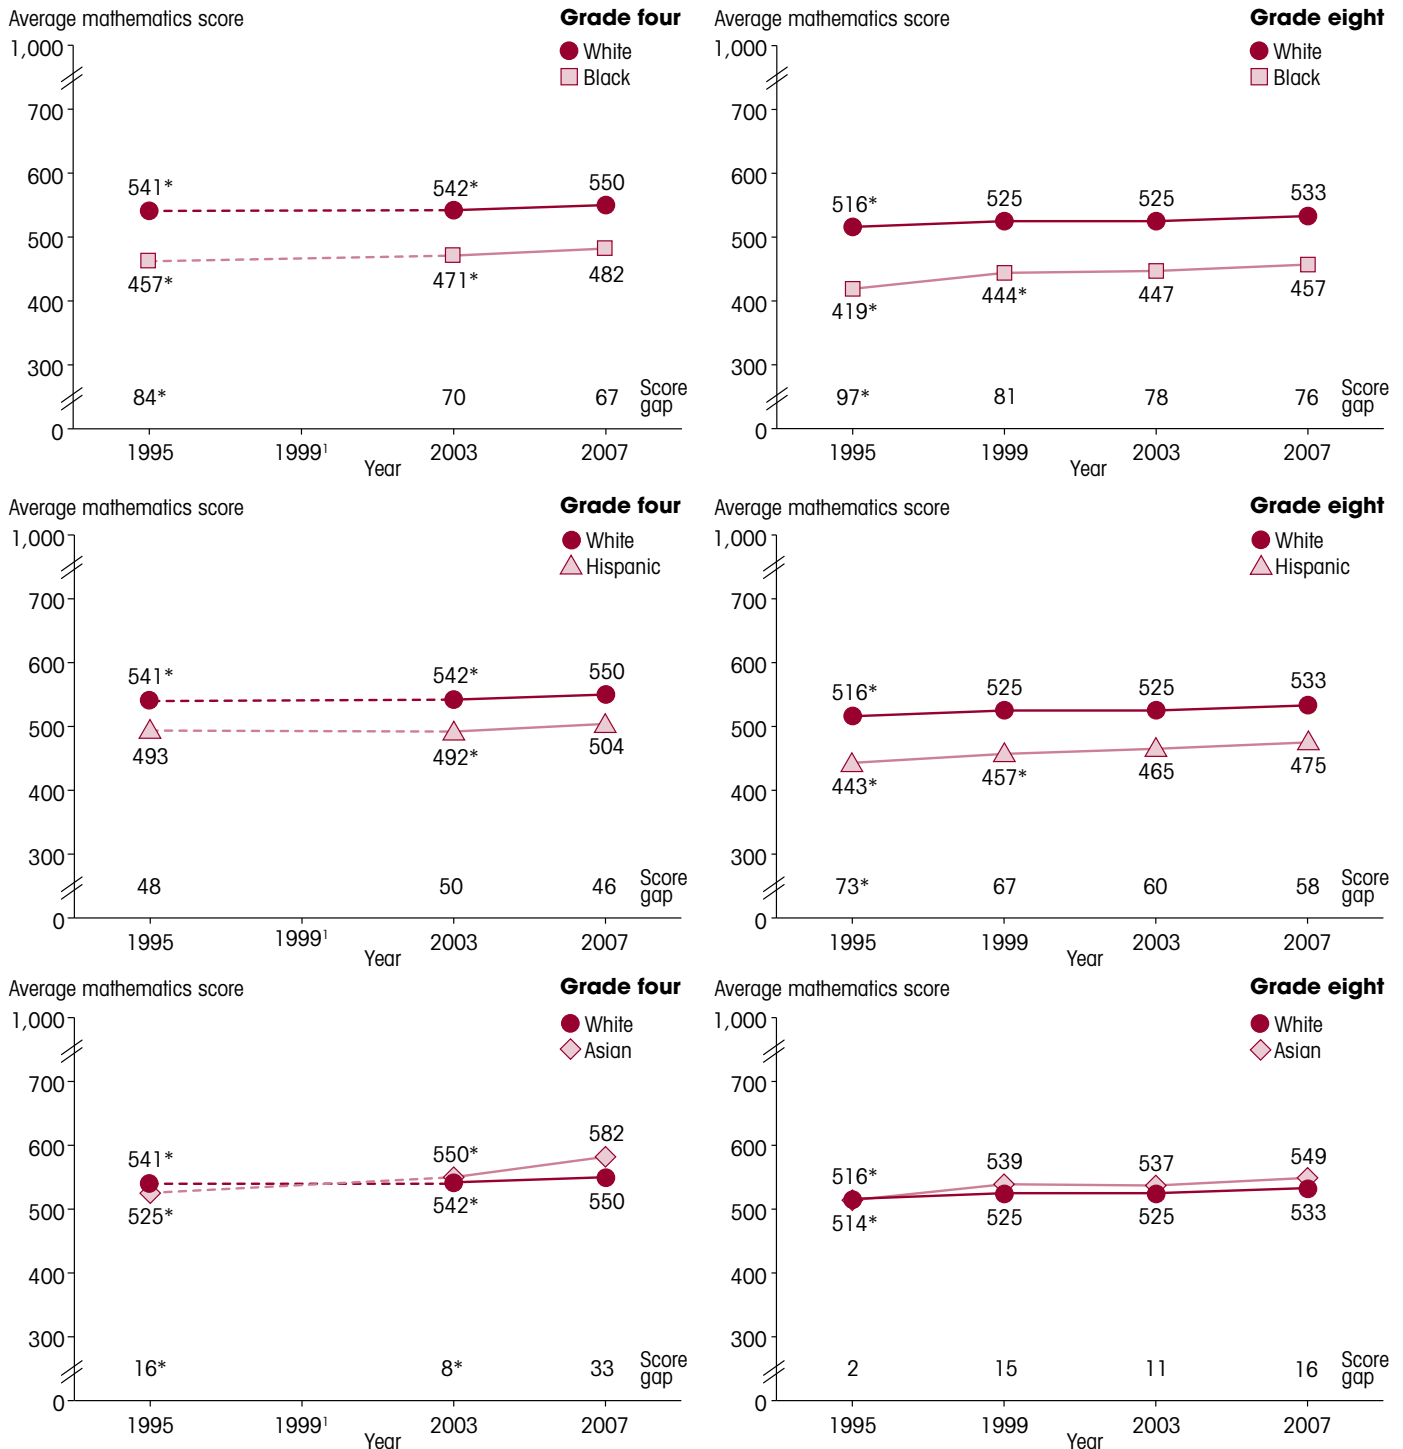 Average mathematics score Grade four
White
Black
1,000
700
600
500
400
300
0
541* 542* 550
457* 471* 482
84* 70 67 Score gap
1995 1999¹ 2003 2007
Year
Average mathematics score Grade eight
White
Black
1,000
700
600
500
400
300
0
516* 525 525 533
419* 444* 447 457
97* 81 78 76 Score gap
1995 1999 2003 2007
Year
Average mathematics score Grade four
White
Hispanic
1,000
700
600
500
400
300
0
541* 542* 550
493 492* 504
48 50 46 Score gap
1995 1999¹ 2003 2007
Year
Average mathematics score Grade eight
White
Hispanic
1,000
700
600
500
400
300
0
516* 525 525 533
443* 457* 465 475
73* 67 60 58 Score gap
1995 1999 2003 2007
Year
Average mathematics score Grade four
White
Asian
1,000
700
600
500
400
300
0
541* 550* 582
525* 542* 550
16* 8* 33 Score gap
1995 1999¹ 2003 2007
Year
Average mathematics score Grade eight
White
Asian
1,000
700
600
500
400
300
0
516* 539 537 549
514* 525 525 533
2 15 11 16 Score gap
1995 1999 2003 2007
Year